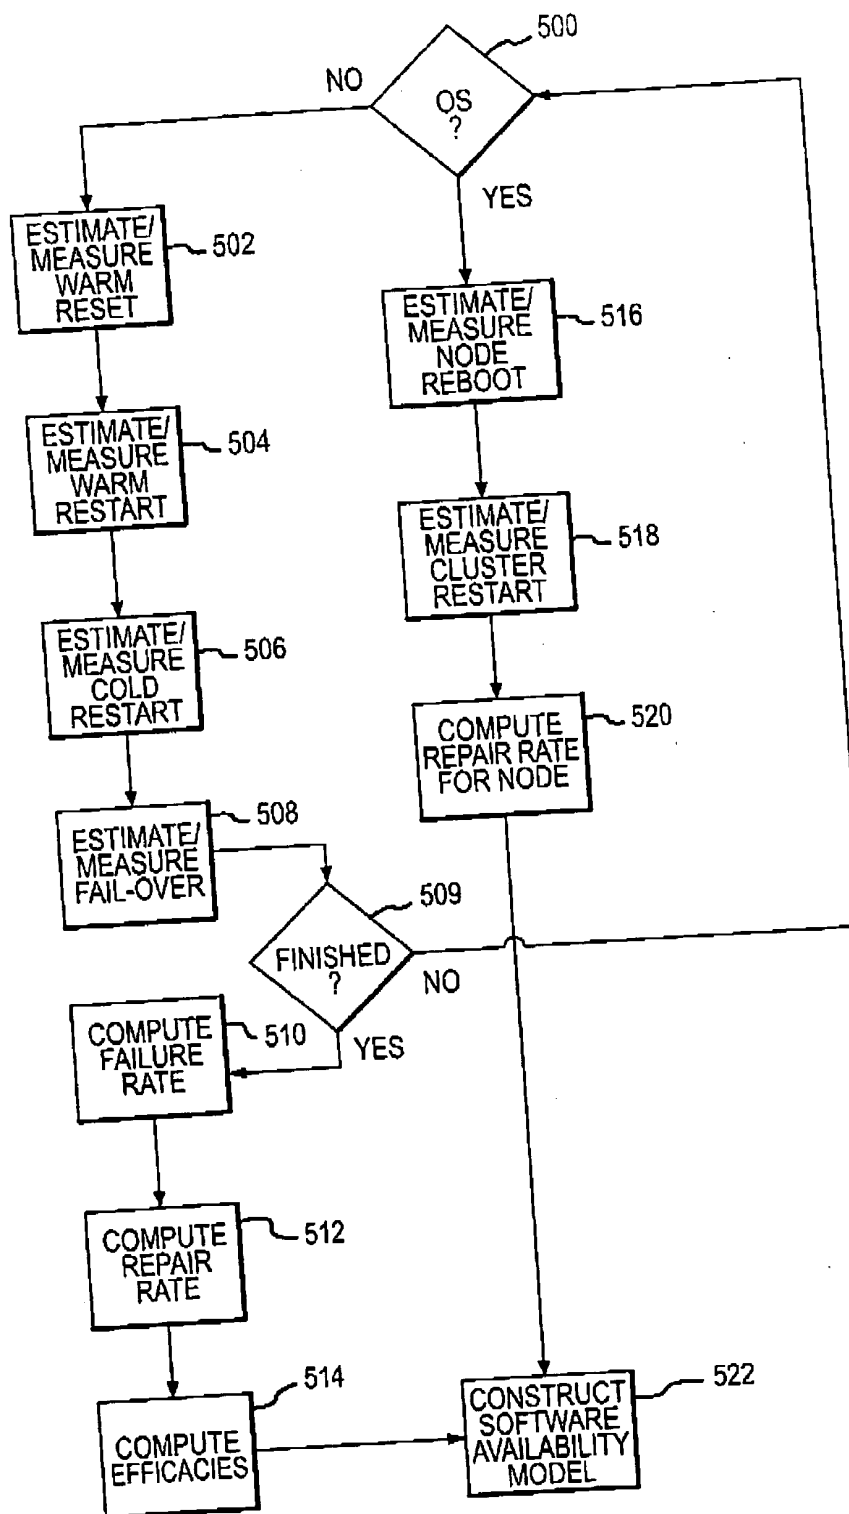 500
NO
OS
?
YES
ESTIMATE/
MEASURE
WARM
RESET
502
ESTIMATE/
MEASURE
NODE
REBOOT
516
ESTIMATE/
MEASURE
WARM
RESTART
504
ESTIMATE/
MEASURE
CLUSTER
RESTART
518
ESTIMATE/
MEASURE
COLD
RESTART
506
COMPUTE
REPAIR RATE
FOR NODE
520
ESTIMATE/
MEASURE
FAIL-OVER
508
509
FINISHED
?
NO
YES
COMPUTE
FAILURE
RATE
510
COMPUTE
REPAIR
RATE
512
COMPUTE
EFFICACIES
514
CONSTRUCT
SOFTWARE
AVAILABILITY
MODEL
522